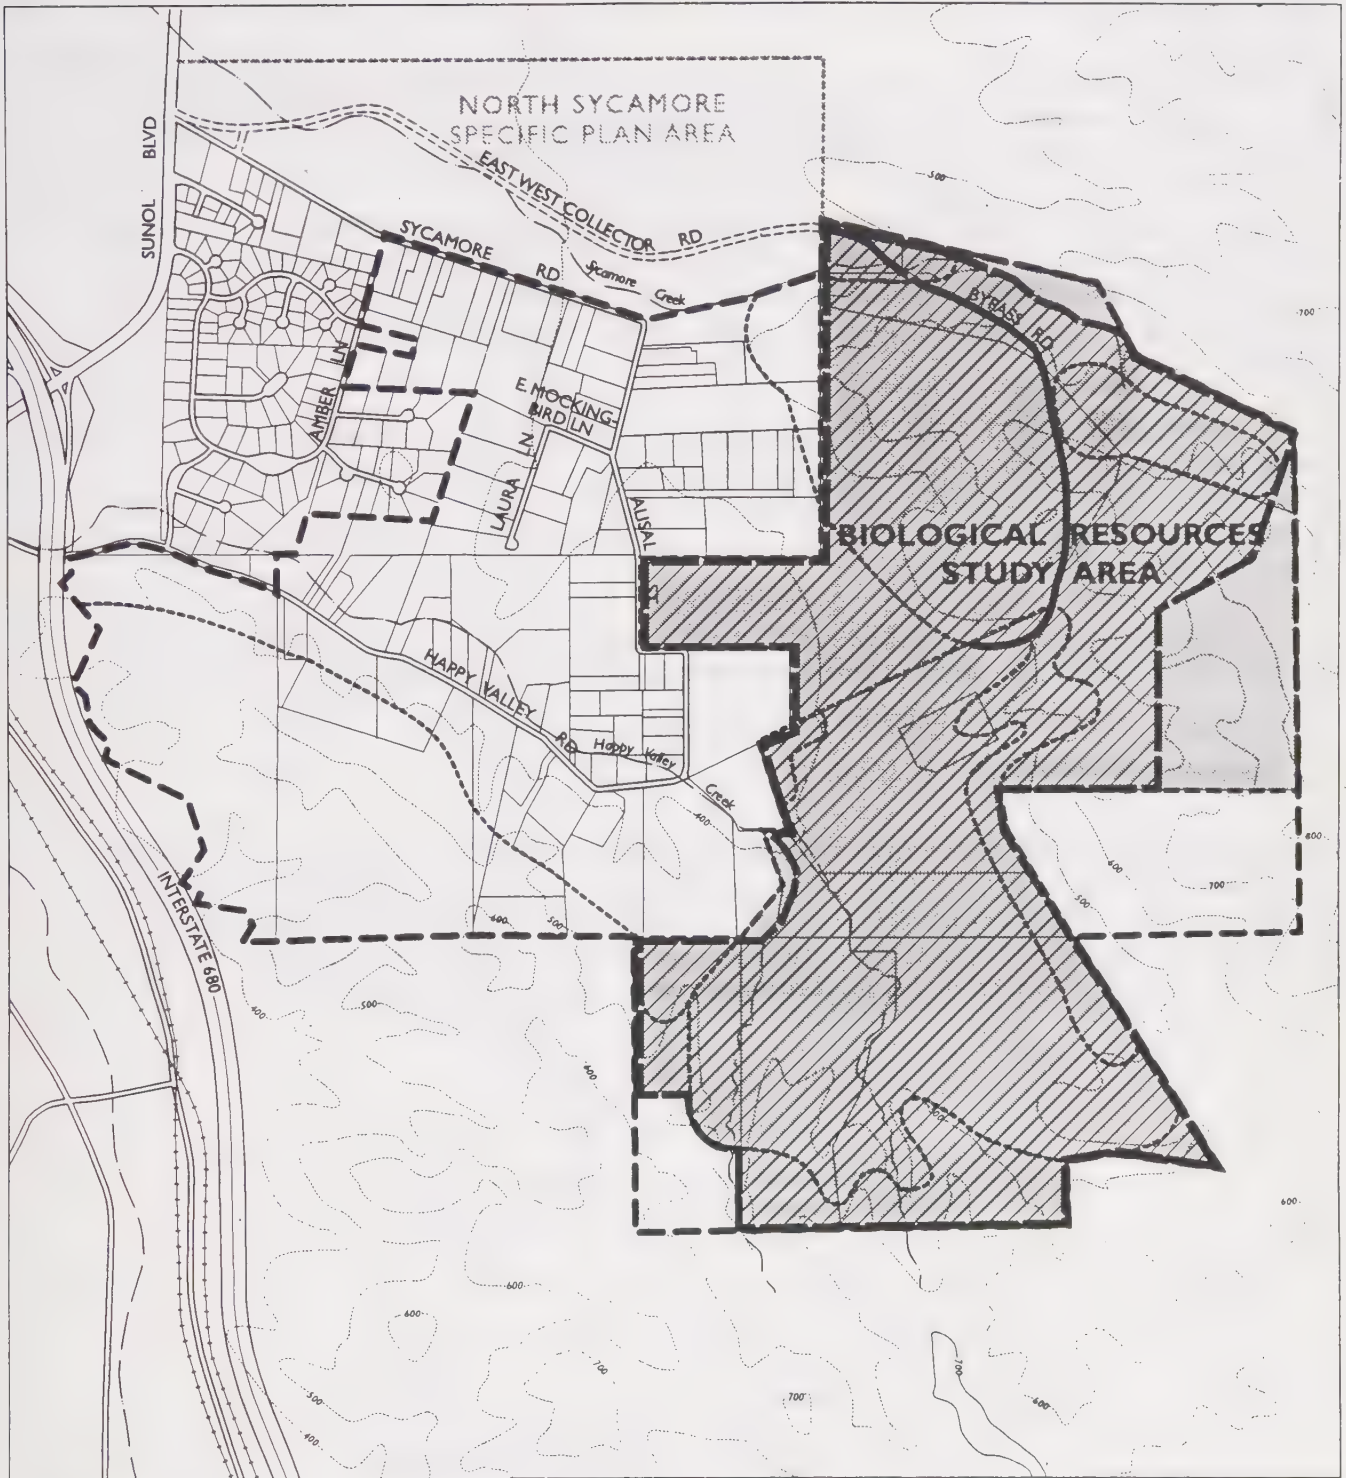 NORTH SYCAMORE
SPECIFIC PLAN AREA
SUNOL BLVD
EAST WEST COLLECTOR RD
500
SYCAMORE RD
Sycamore Creek
BYPASS RD
700
AMBER LN
E. MOCKING-
BIRD LN
LAURA LN
ALISAL
BIOLOGICAL RESOURCES
STUDY AREA
HAPPY VALLEY RD
Happy Valley Creek
400
800
600
700
500
INTERSTATE 680
600
500
400
500
600
600
600
600
700
700
700
600
500
400